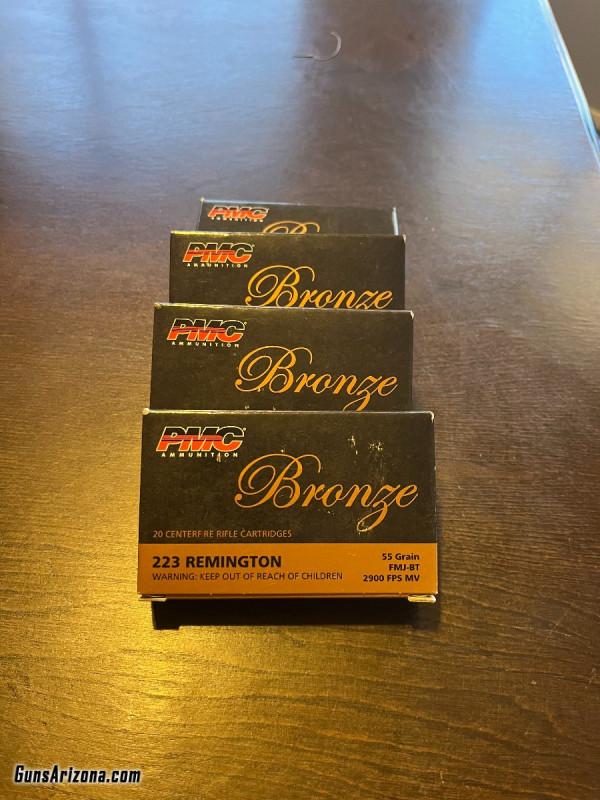 PMC
PMC
AMMUNITION
Bronze
PMC
AMMUNITION
Bronze
PMC
AMMUNITION
Bronze
20 CENTERFIRE RIFLE CARTRIDGES
223 REMINGTON
WARNING: KEEP OUT OF REACH OF CHILDREN
55 Grain
FMJ-BT
2900 FPS MV
GunsArizona.com